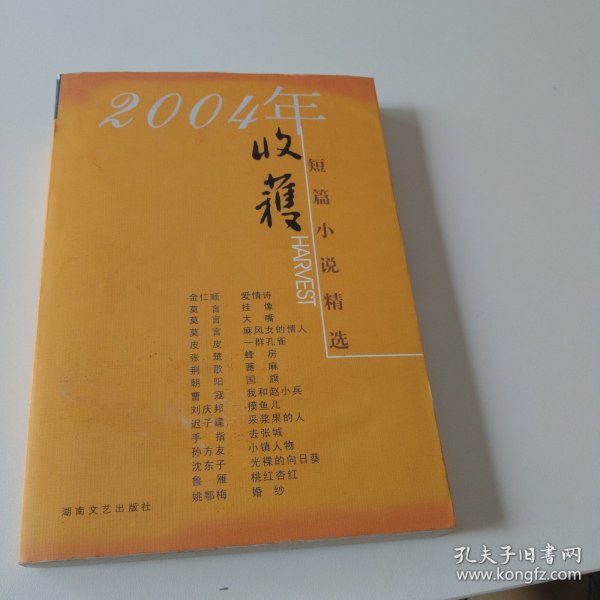 2004年
收穫
HARVEST
短篇小说精选
金仁顺 爱情诗
莫言 挂像
莫言 大嘴
莫言 麻风女的情人
皮皮 一群孔雀
张楚 蜂房
荆歌 蓖麻
朝阳 国旗
曹寇 我和赵小兵
刘庆邦 摸鱼儿
迟子建 采浆果的人
手指 去张城
孙方友 小镇人物
沈东子 光裸的向日葵
鲁雁 桃红杏红
姚鄂梅 婚纱
湖南文艺出版社
孔夫子旧书网
www.kongfz.com